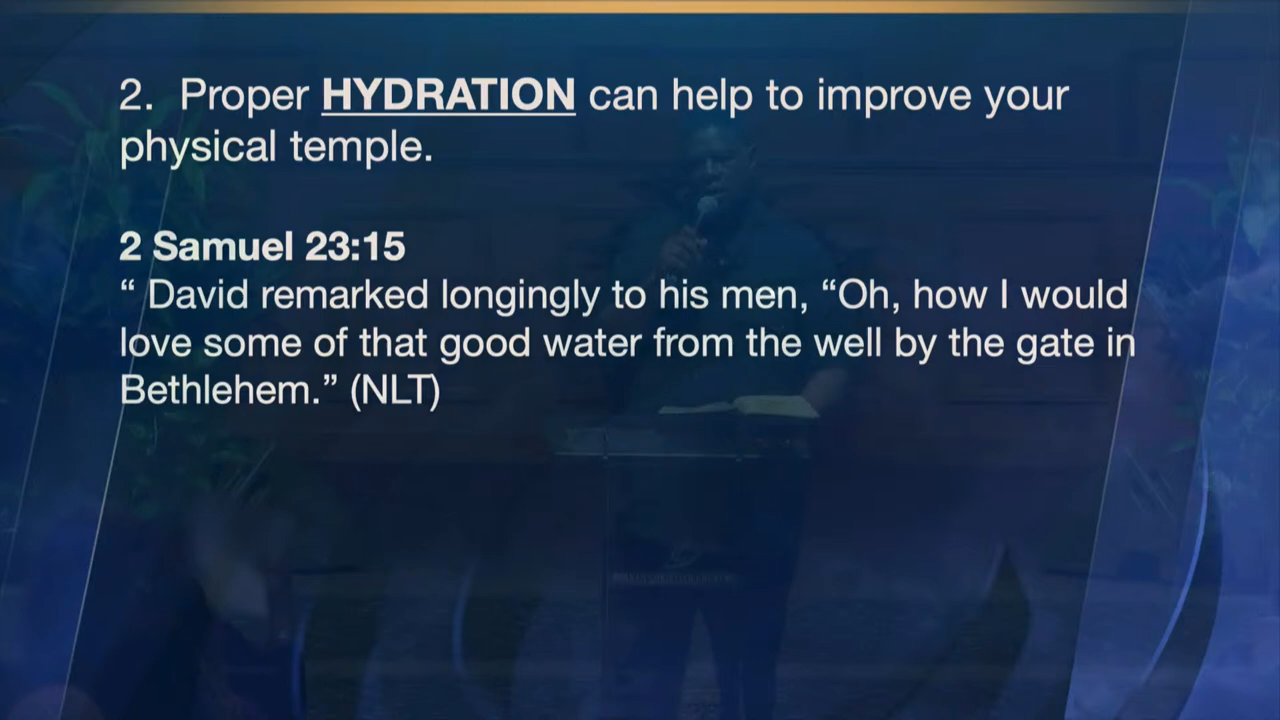 2. Proper HYDRATION can help to improve your
physical temple.
2 Samuel 23:15
“ David remarked longingly to his men, “Oh, how I would
love some of that good water from the well by the gate in
Bethlehem.” (NLT)